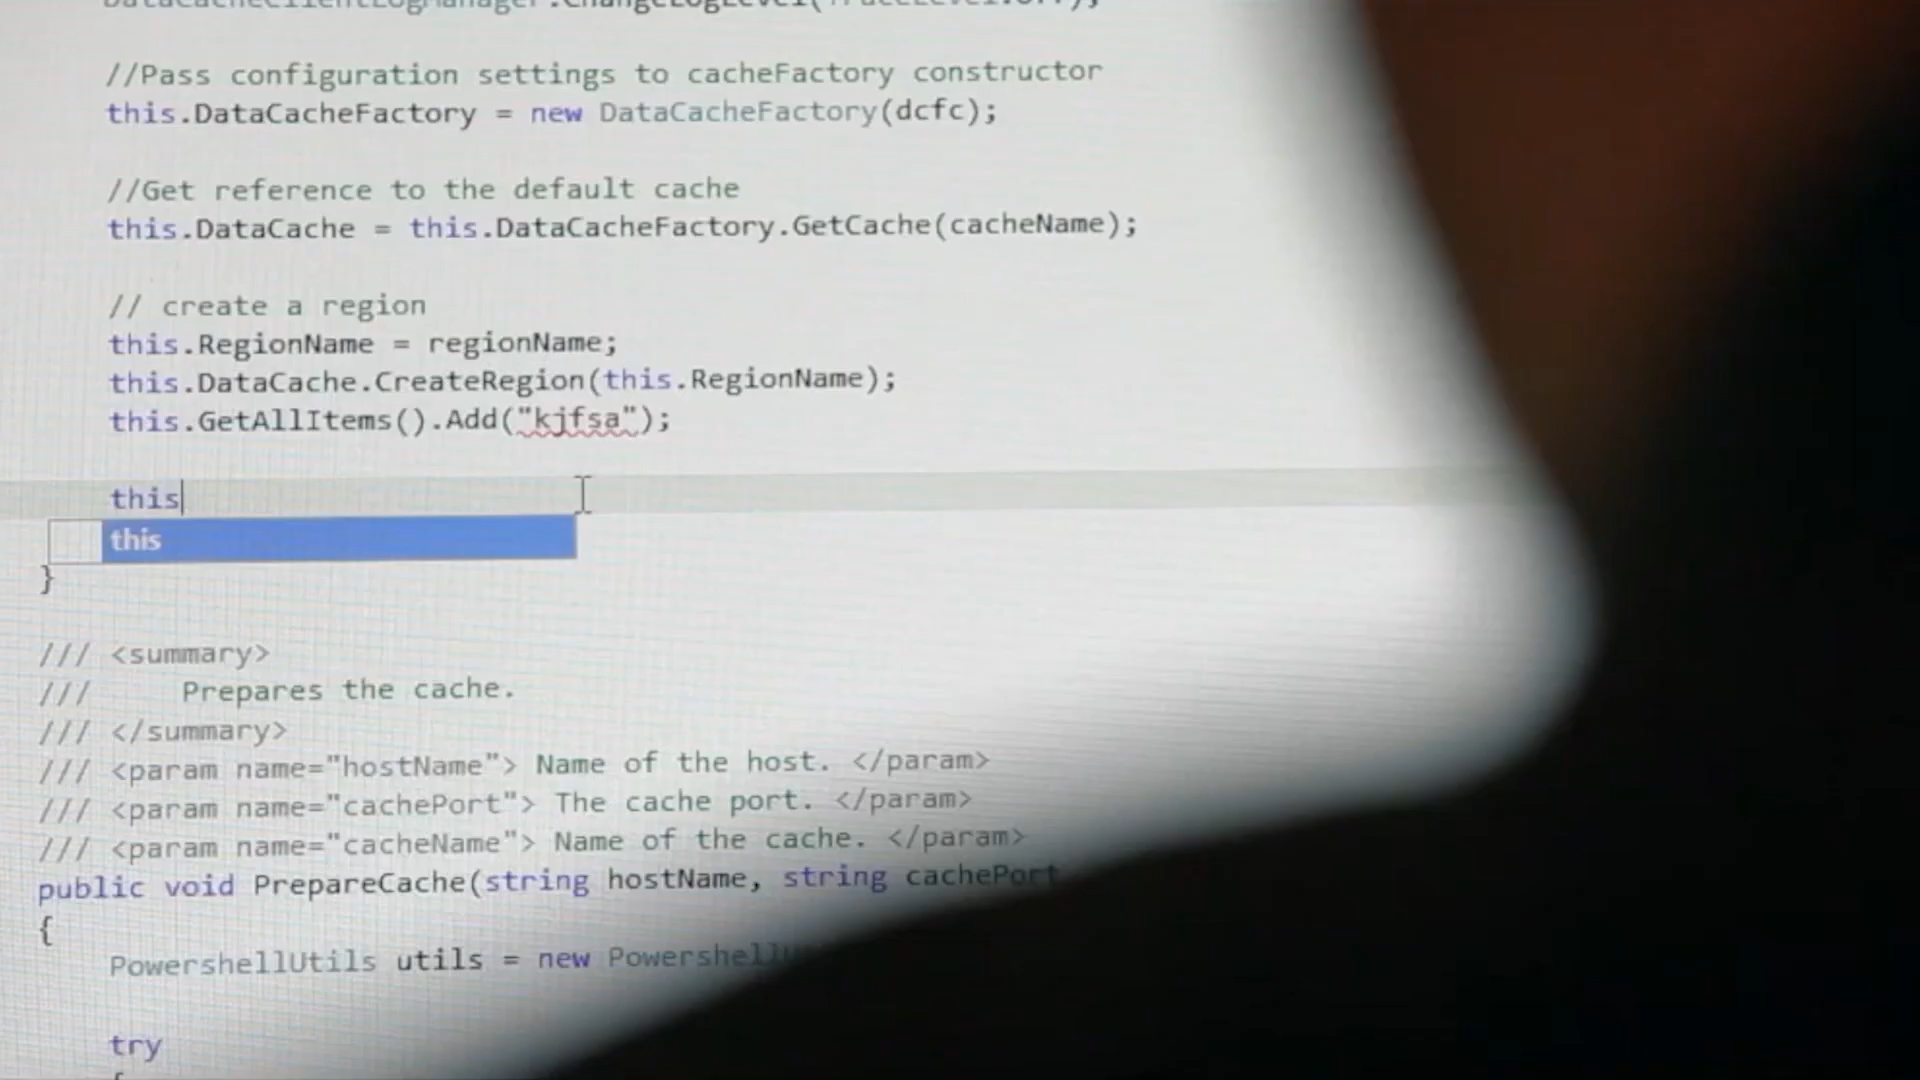 //Pass configuration settings to cacheFactory constructor
this.DataCacheFactory = new DataCacheFactory(dcfc);
//Get reference to the default cache
this.DataCache = this.DataCacheFactory.GetCache(cacheName);
// create a region
this.RegionName = regionName;
this.DataCache.CreateRegion(this.RegionName);
this.GetAllItems().Add("kjfsa");
this
this
}
/// <summary>
///     Prepares the cache.
/// </summary>
/// <param name="hostName"> Name of the host. </param>
/// <param name="cachePort"> The cache port. </param>
/// <param name="cacheName"> Name of the cache. </param>
public void PrepareCache(string hostName, string cachePort
{
PowershellUtils utils = new
try
{